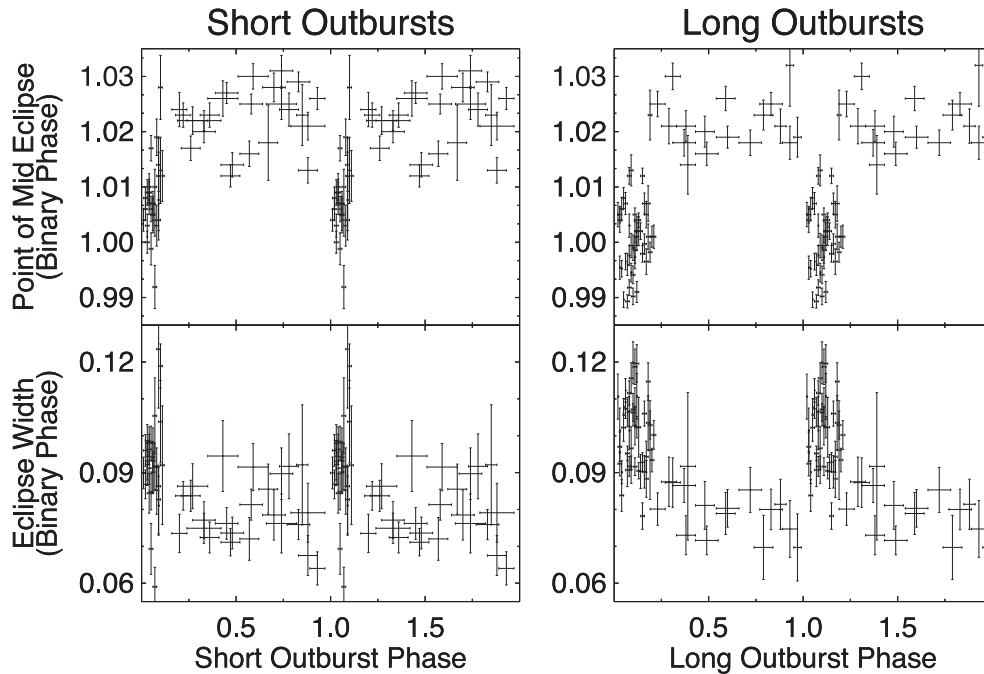 Short Outbursts Long Outbursts
Point of Mid Eclipse
(Binary Phase)
1.03 1.03
1.02 1.02
1.01 1.01
1.00 1.00
0.99 0.99
Eclipse Width
(Binary Phase)
0.12 0.12
0.09 0.09
0.06 0.06
0.5 1.0 1.5 0.5 1.0 1.5
Short Outburst Phase Long Outburst Phase